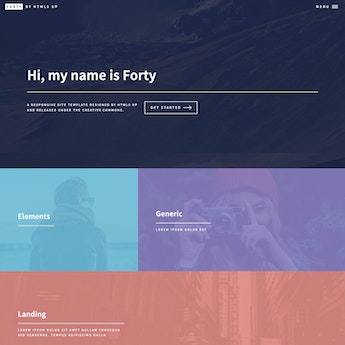 FORTY BY HTML5 UP
MENU
Hi, my name is Forty
A RESPONSIVE SITE TEMPLATE DESIGNED BY HTML5 UP
AND RELEASED UNDER THE CREATIVE COMMONS.
GET STARTED
Elements
Generic
LOREM IPSUM DOLOR EST
Landing
LOREM IPSUM DOLOR SIT AMET NULLAM CONSEQUAT
SED VEHENDUS. TEMPUS ADIPISCING NULLA.